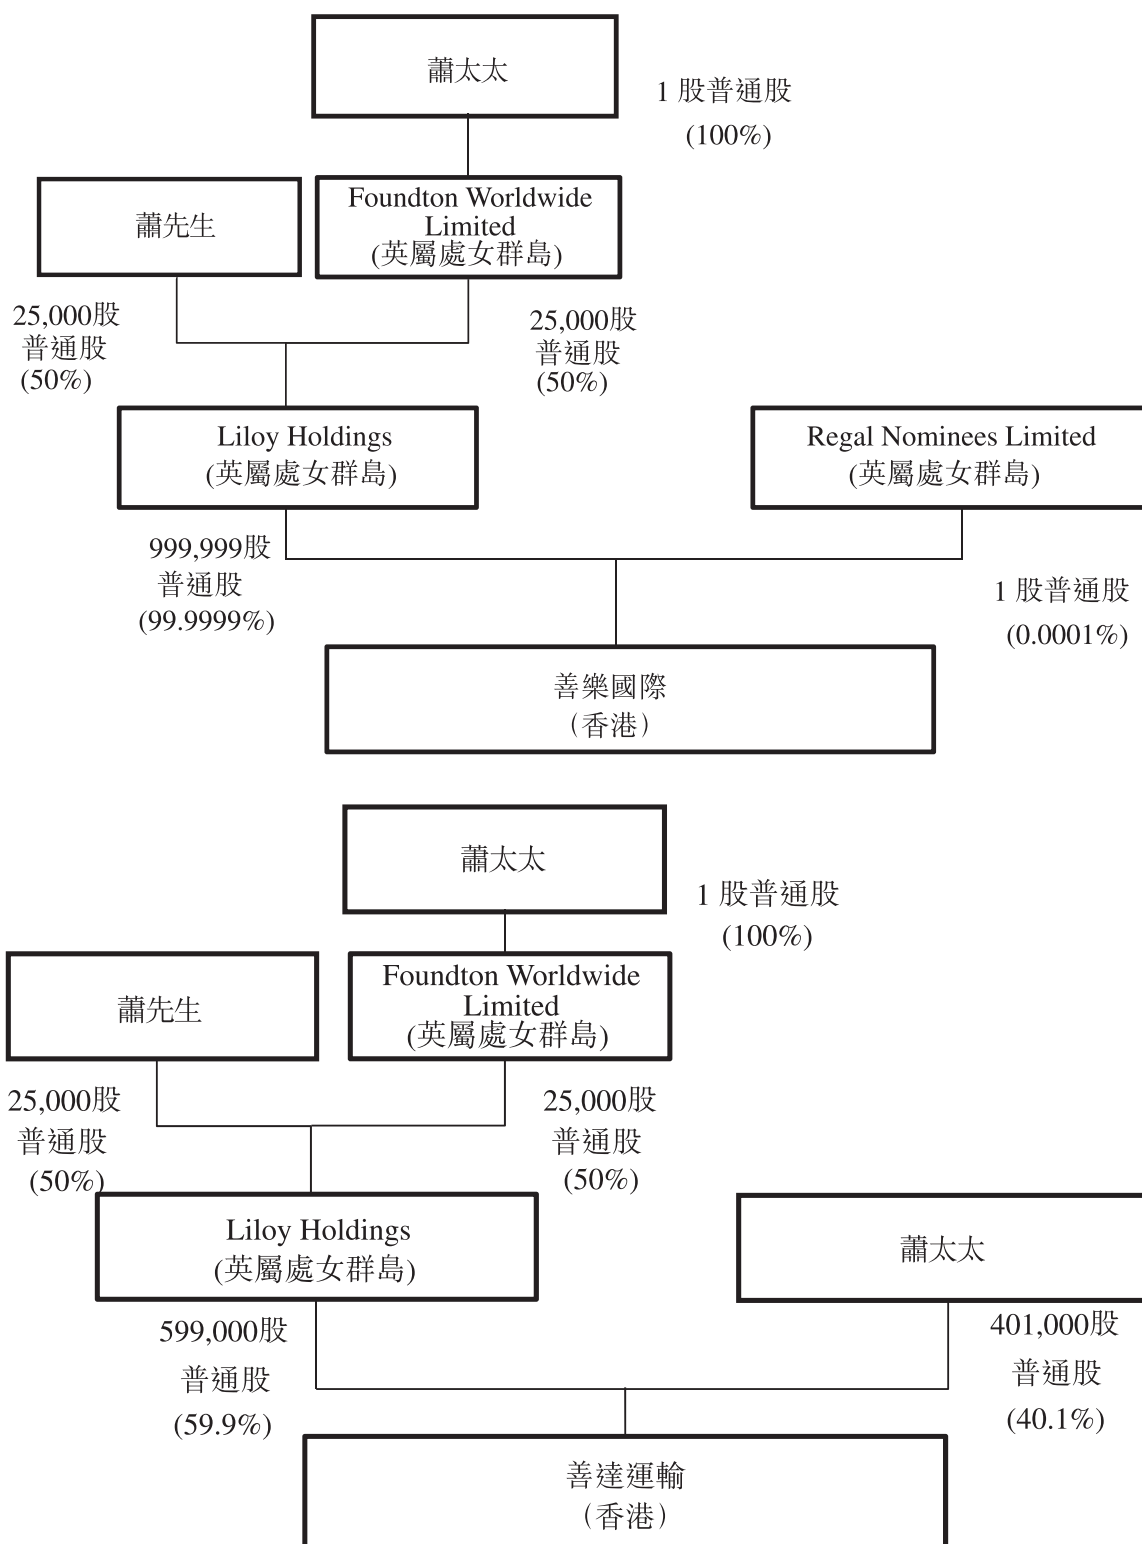 蕭太太
1 股普通股
(100%)
蕭先生
Foundton Worldwide
Limited
(英屬處女群島)
25,000股
普通股
(50%)
25,000股
普通股
(50%)
Liloy Holdings
(英屬處女群島)
Regal Nominees Limited
(英屬處女群島)
999,999股
普通股
(99.9999%)
1 股普通股
(0.0001%)
善樂國際
（香港）
蕭太太
1 股普通股
(100%)
蕭先生
Foundton Worldwide
Limited
(英屬處女群島)
25,000股
普通股
(50%)
25,000股
普通股
(50%)
Liloy Holdings
(英屬處女群島)
蕭太太
599,000股
普通股
(59.9%)
401,000股
普通股
(40.1%)
善達運輸
（香港）